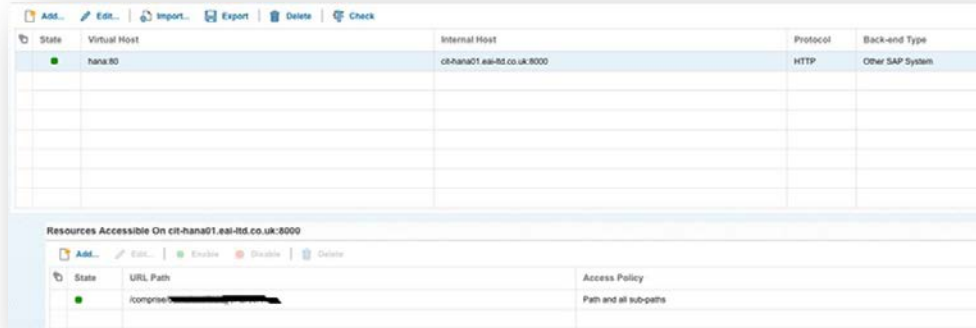 Add... Edit... Import... Export Delete Check
State Virtual Host Internal Host Protocol Back-end Type
hana:80 cit-hana01.eai-ltd.co.uk:8000 HTTP Other SAP System
Resources Accessible On cit-hana01.eai-ltd.co.uk:8000
Add... Edit... Enable Disable Delete
State URL Path Access Policy
/comprise/ Path and all sub-paths